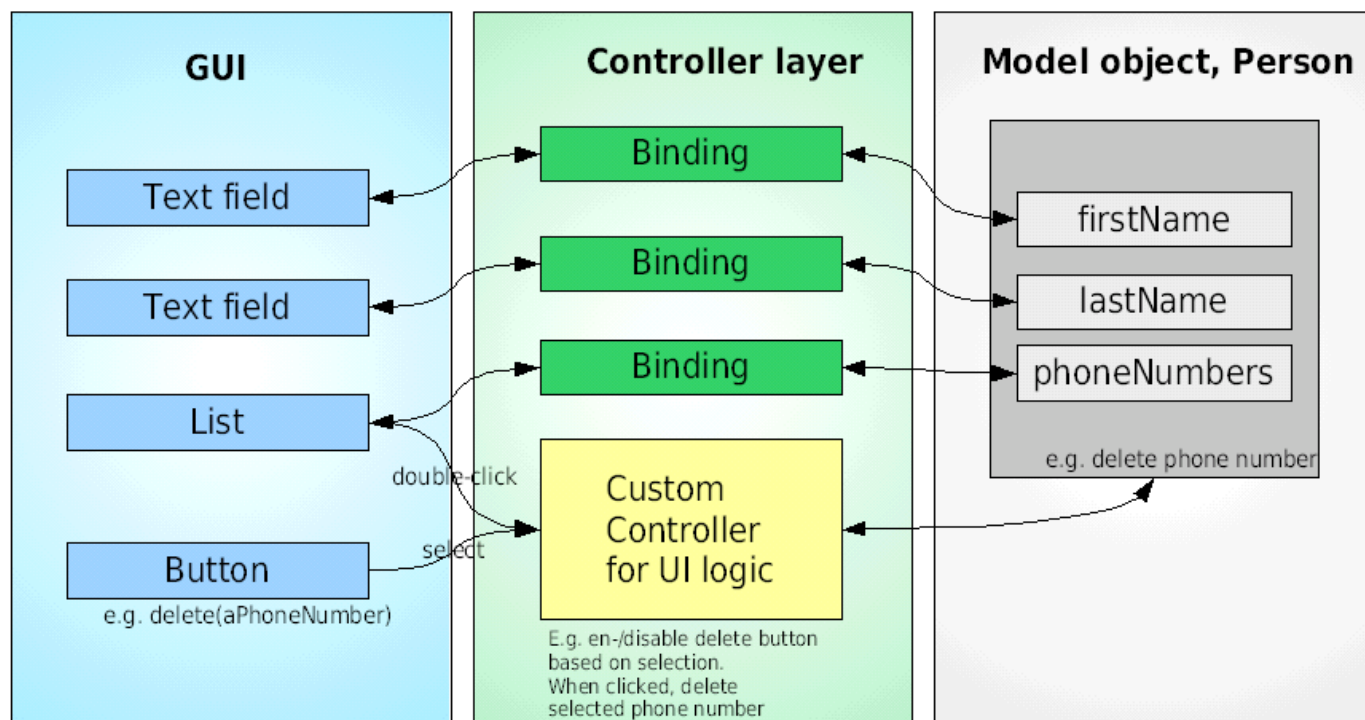 GUI
Text field
Text field
List
double-click
select
Button
e.g. delete(aPhoneNumber)
Controller layer
Binding
Binding
Binding
Custom
Controller
for UI logic
E.g. en-/disable delete button
based on selection.
When clicked, delete
selected phone number
Model object, Person
firstName
lastName
phoneNumbers
e.g. delete phone number